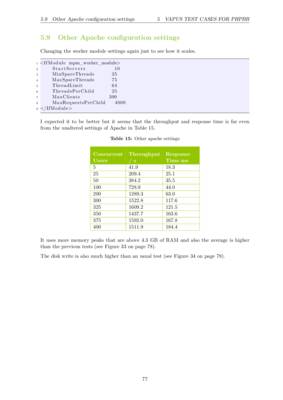 5.9 Other Apache configuration settings
5 VAPUS TEST CASES FOR PHPBB
5.9 Other Apache configuration settings
Changing the worker module settings again just to see how it scales.
1 <IfModule mpm_worker_module>
2 StartServers 10
3 MinSpareThreads 25
4 MaxSpareThreads 75
5 ThreadLimit 64
6 ThreadsPerChild 25
7 MaxClients 300
8 MaxRequestsPerChild 4000
9 </IfModule>
I expected it to be better but it seems that the throughput and response time is far even
from the unaltered settings of Apache in Table 15.
Table 15: Other apache settings
Concurrent Throughput Response
Users / s Time ms
5 41.9 18.3
25 209.4 25.1
50 384.2 35.5
100 728.0 44.0
200 1289.3 63.0
300 1522.8 117.6
325 1609.2 121.5
350 1437.7 163.6
375 1592.0 167.8
400 1511.9 184.4
It uses more memory peaks that are above 4.3 GB of RAM and also the average is higher
than the previous tests (see Figure 33 on page 78).
The disk write is also much higher than an usual test (see Figure 34 on page 78).
77